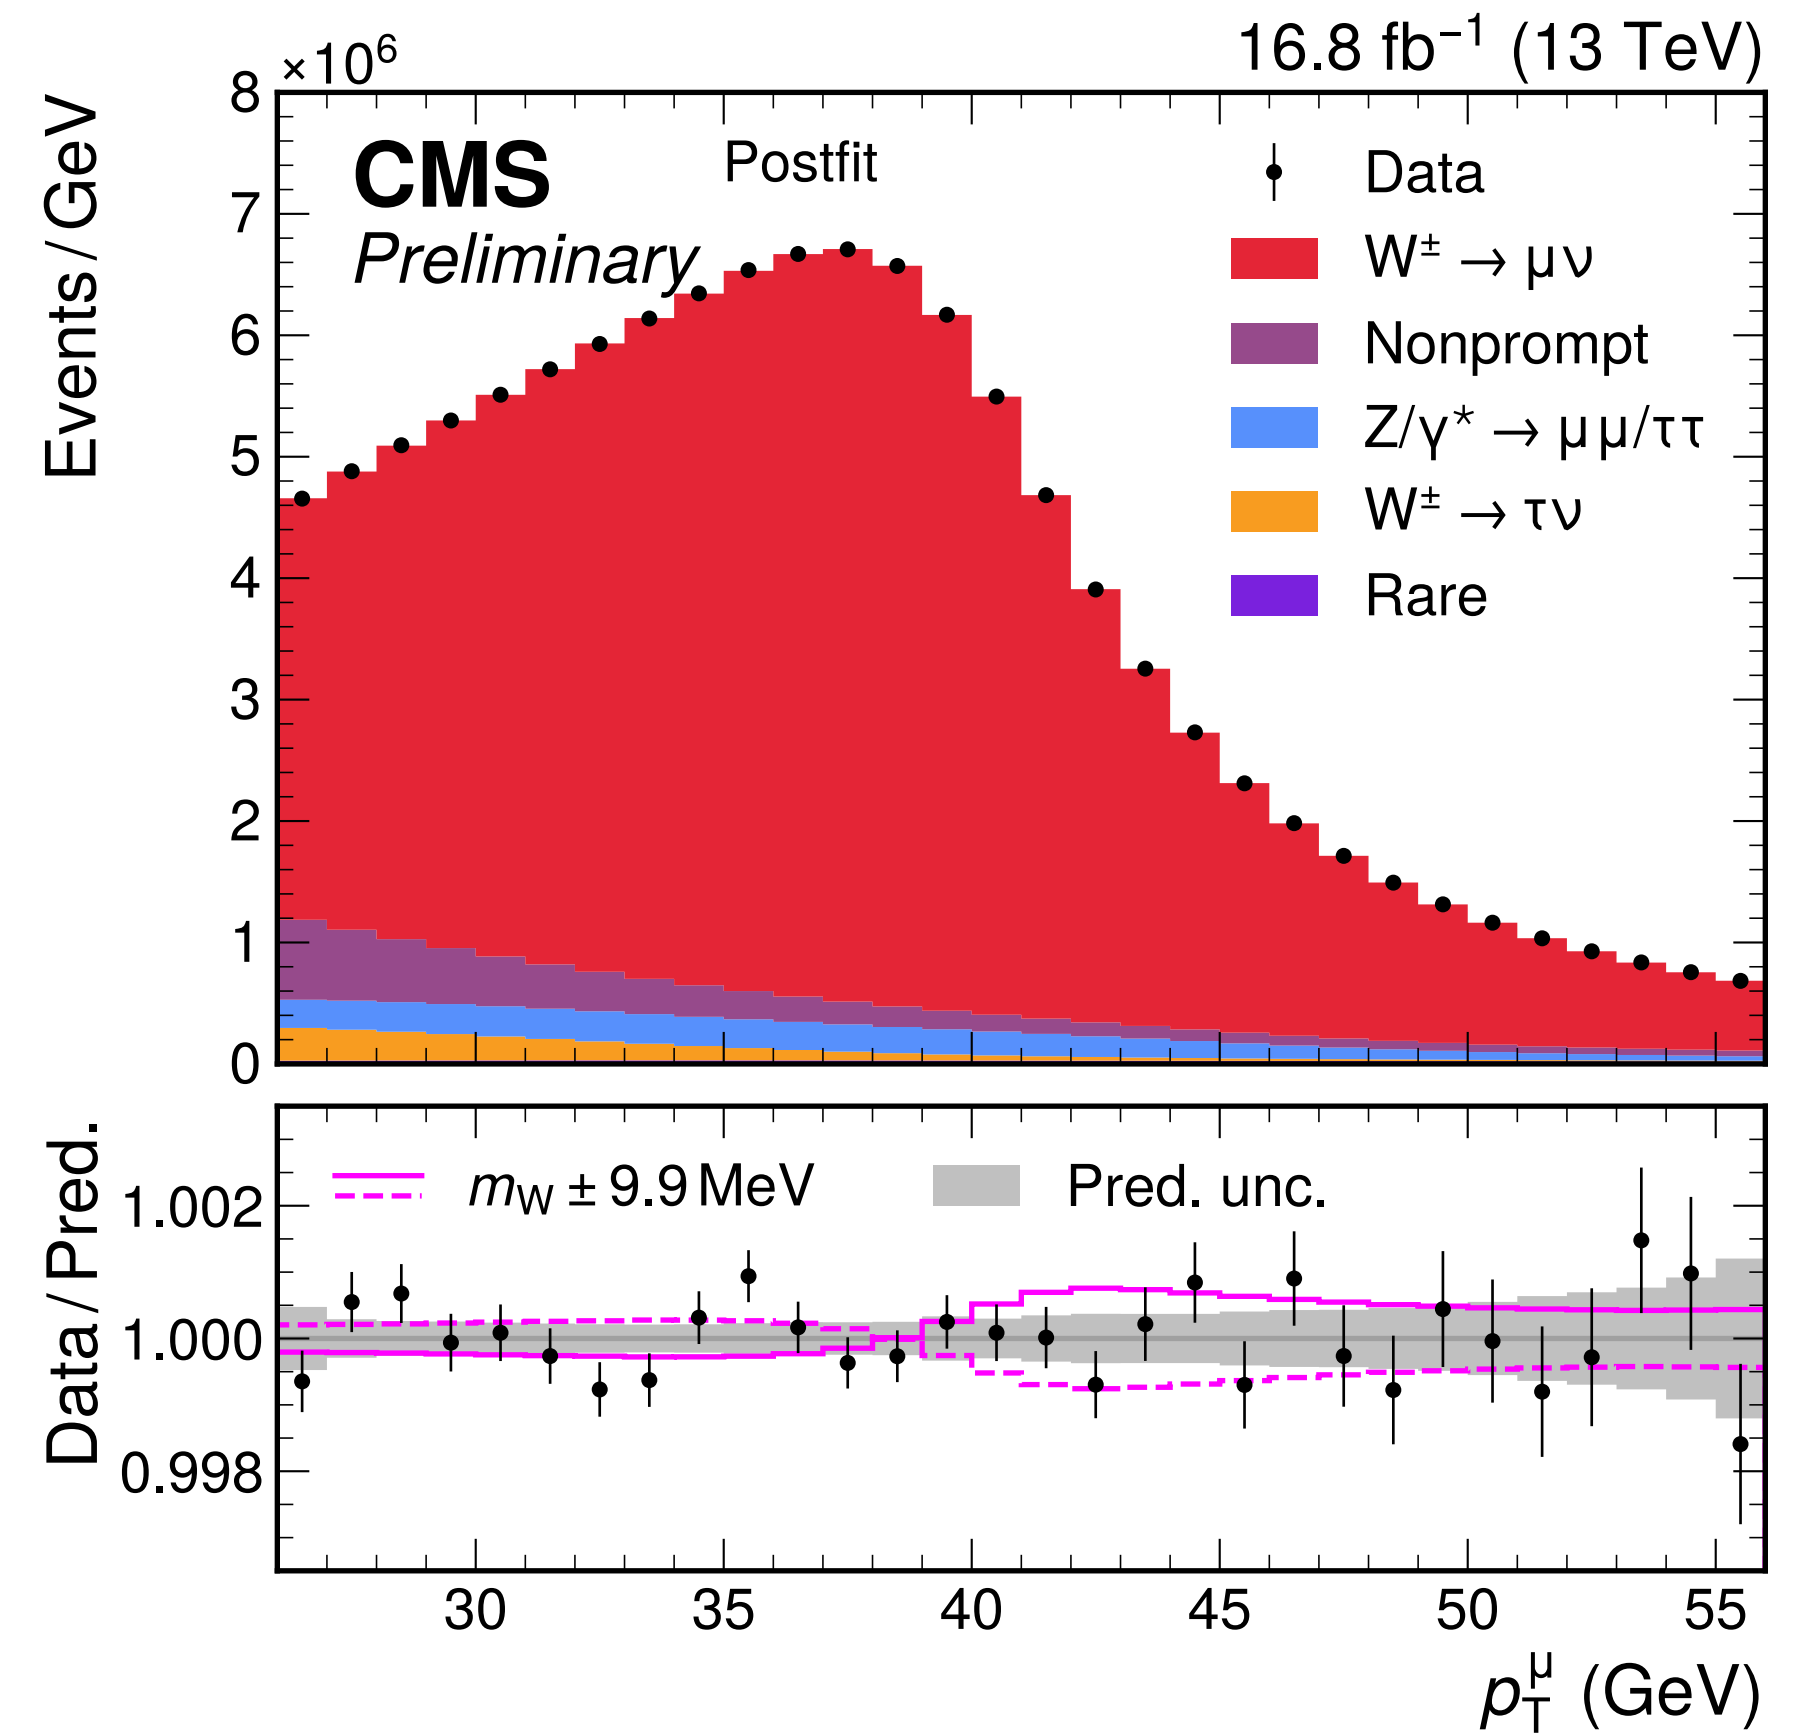 ×10⁶
16.8 fb⁻¹ (13 TeV)
Events/GeV
8
7
6
5
4
3
2
1
0
CMS
Preliminary
Postfit
Data
W± → μν
Nonprompt
Z/γ* → μμ/ττ
W± → τν
Rare
Data/Pred.
1.002
1.000
0.998
m_W ± 9.9 MeV
Pred. unc.
30 35 40 45 50 55
p_T^μ (GeV)